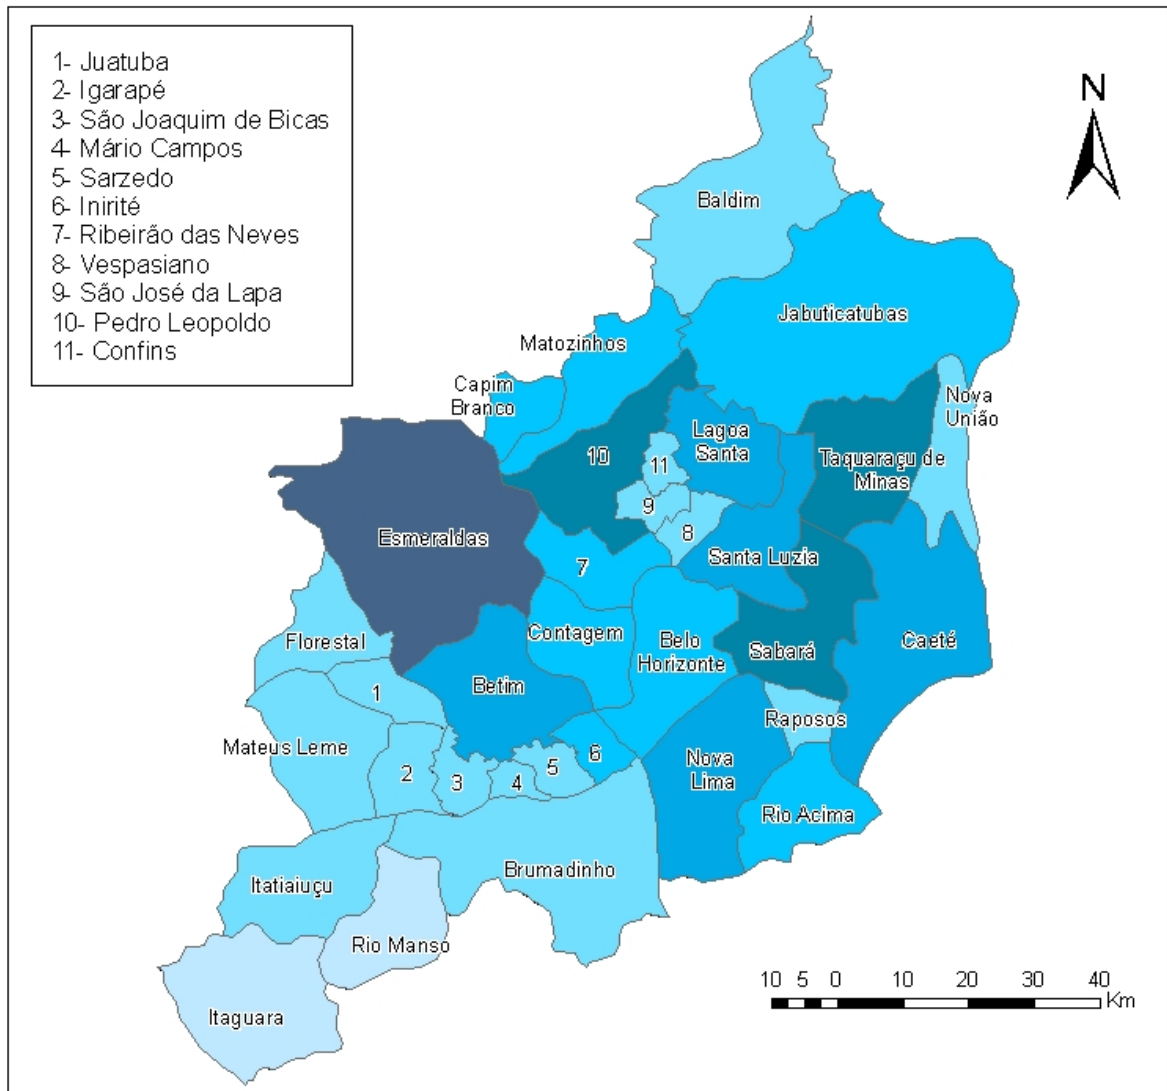 1- Juatuba
2- Igarapé
3- São Joaquim de Bicas
4- Mário Campos
5- Sarzedo
6- Inirité
7- Ribeirão das Neves
8- Vespasiano
9- São José da Lapa
10- Pedro Leopoldo
11- Confins
N
Baldim
Jabuticatubas
Matozinhos
Capim
Branco
Nova
União
Lagoa
Santa
10
11
Taquaraçu de
Minas
9
8
Esmeraldas
Santa Luzia
7
Florestal
Contagem
Belo
Horizonte
Sabará
Caeté
Betim
1
Raposos
Mateus Leme
2
3
4
5
6
Nova
Lima
Rio Acima
Brumadinho
Itatiaiuçu
Rio Manso
Itaguara
10 5 0 10 20 30 40
Km